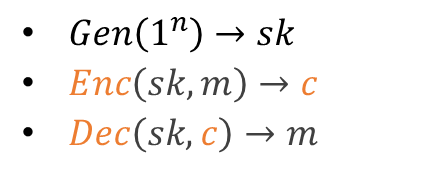 • Gen(1ⁿ) → sk
• Enc(sk, m) → c
• Dec(sk, c) → m